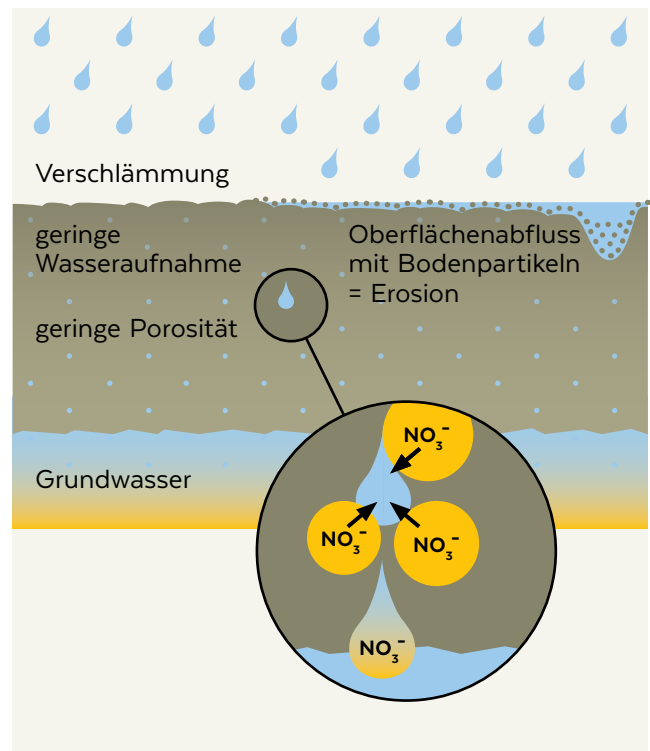 Verschlämmung
geringe
Wasseraufnahme
Oberflächenabfluss
mit Bodenpartikeln
= Erosion
geringe Porosität
Grundwasser
NO₃⁻
NO₃⁻
NO₃⁻
NO₃⁻